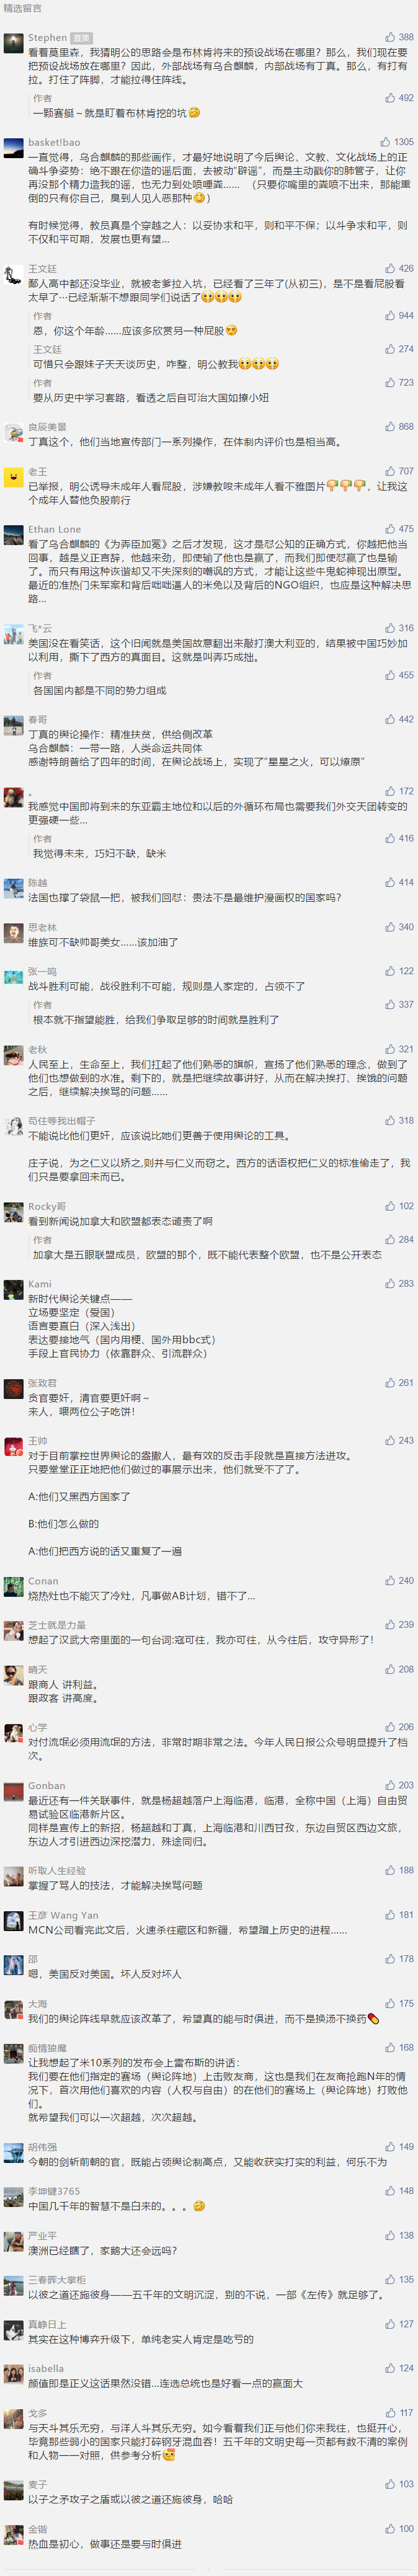 精选留言
Stephen 置顶 388
看着莫里森，我猜明公的思路会是布林肯将来的预设战场在哪里？那么，我们现在要
把预设战场放在哪里？因此，外部战场有乌合麒麟，内部战场有丁真。那么，有打有
拉。打住了阵脚，才能拉得住阵线。
作者 492
一颗赛艇～就是盯着布林肯挖的坑
basket!bao 1305
一直觉得，乌合麒麟的那些画作，才最好地说明了今后舆论、文教、文化战场上的正
确斗争姿势：绝不跟在你造的谣后面，去被动“辟谣”，而是主动戳你的肺管子，让你
再没那个精力造我的谣，也无力到处喷唾粪…… （只要你嘴里的粪喷不出来，那能熏
倒的只有你自己，臭到人见人恶那种）
有时候觉得，教员真是个穿越之人：以妥协求和平，则和平不保；以斗争求和平，则
不仅和平可期，发展也更有望...
王文廷 426
鄙人高中都还没毕业，就被老爹拉入坑，已经看了三年了(从初三)，是不是看屁股看
太早了…已经渐渐不想跟同学们说话了
作者 944
恩，你这个年龄……应该多欣赏另一种屁股
王文廷 274
可惜只会跟妹子天天谈历史，咋整，明公教我
作者 723
要从历史中学习套路，看透之后自可治大国如撩小妞
良辰美景 868
丁真这个，他们当地宣传部门一系列操作，在体制内评价也是相当高。
老王 707
已举报，明公诱导未成年人看屁股，涉嫌教唆未成年人看不雅图片，让我这
个成年人替他负股前行
Ethan Lone 475
看了乌合麒麟的《为弄臣加冕》之后才发现，这才是怼公知的正确方式，你越把他当
回事，越是义正言辞，他越来劲，即使输了他也是赢了，而我们即使怼赢了也是输
了。而只有用这种诙谐却又不失深刻的嘲讽的方式，才能让这些牛鬼蛇神现出原型。
最近的准热门朱军案和背后咄咄逼人的米兔以及背后的NGO组织，也应是这种解决思
路...
飞*云 316
美国没在看笑话，这个旧闻就是美国故意翻出来敲打澳大利亚的，结果被中国巧妙加
以利用，撕下了西方的真面目。这就是叫弄巧成拙。
作者 455
各国国内都是不同的势力组成
春哥 442
丁真的舆论操作：精准扶贫，供给侧改革
乌合麒麟：一带一路，人类命运共同体
感谢特朗普给了四年的时间，在舆论战场上，实现了“星星之火，可以燎原”
。 172
我感觉中国即将到来的东亚霸主地位和以后的外循环布局也需要我们外交天团转变的
更强硬一些...
作者 416
我觉得未来，巧妇不缺，缺米
陈越 414
法国也撑了袋鼠一把，被我们回怼：贵法不是最维护漫画权的国家吗？
思老林 340
维族可不缺帅哥美女……该加油了
张一鸣 122
战斗胜利可能，战役胜利不可能，规则是人家定的，占领不了
作者 337
根本就不指望能胜，给我们争取足够的时间就是胜利了
老秋 321
人民至上，生命至上，我们扛起了他们熟悉的旗帜，宣扬了他们熟悉的理念，做到了
他们也想做到的水准。剩下的，就是把继续故事讲好，从而在解决挨打、挨饿的问题
之后，继续解决挨骂的问题……
苟住等我出帽子 318
不能说比他们更奸，应该说比她们更善于使用舆论的工具。
庄子说，为之仁义以矫之,则并与仁义而窃之。西方的话语权把仁义的标准偷走了，我
们只是要拿回来而已。
Rocky哥 102
看到新闻说加拿大和欧盟都表态谴责了啊
作者 284
加拿大是五眼联盟成员，欧盟的那个，既不能代表整个欧盟，也不是公开表态
Kami 283
新时代舆论关键点——
立场要坚定（爱国）
语言要直白（深入浅出）
表达要接地气（国内用梗、国外用bbc式）
手段上官民协力（依靠群众、引流群众）
张致君 261
贪官要奸，清官要更奸啊～
来人，喂两位公子吃饼！
王帅 243
对于目前掌控世界舆论的盎撒人，最有效的反击手段就是直接方法进攻。
只要堂堂正正地把他们做过的事展示出来，他们就受不了了。
A:他们又黑西方国家了
B:他们怎么做的
A:他们把西方说的话又重复了一遍
Conan 240
烧热灶也不能灭了冷灶，凡事做AB计划，错不了...
芝士就是力量 239
想起了汉武大帝里面的一句台词:寇可往，我亦可往，从今往后，攻守异形了！
晴天 208
跟商人 讲利益。
跟政客 讲高度。
心学 206
对付流氓必须用流氓的方法，非常时期非常之法。今年人民日报公众号明显提升了档
次。
Gonban 203
最近还有一件关联事件，就是杨超越落户上海临港，临港，全称中国（上海）自由贸
易试验区临港新片区。
同样是宣传上的新招，杨超越和丁真，上海临港和川西甘孜，东边自贸区西边文旅，
东边人才引进西边深挖潜力，殊途同归。
听取人生经验 188
掌握了骂人的技法，才能解决挨骂问题
王彦 Wang Yan 181
MCN公司看完此文后，火速杀往藏区和新疆，希望蹭上历史的进程……
邵 178
嗯，美国反对美国。坏人反对坏人
大海 175
我们的舆论阵线早就应该改革了，希望真的能与时俱进，而不是换汤不换药
痴情狼魔 168
让我想起了米10系列的发布会上雷布斯的讲话：
我们要在他们指定的赛场（舆论阵地）上击败友商，这也是我们在友商抢跑N年的情
况下，首次用他们喜欢的内容（人权与自由）的在他们的赛场上（舆论阵地）打败他
们。
就希望我们可以一次超越，次次超越。
胡伟强 149
今朝的剑斩前朝的官，既能占领舆论制高点，又能收获实打实的利益，何乐不为
李坤键3765 148
中国几千年的智慧不是白来的。。。
严业平 138
澳洲已经瞎了，家鹅大还会远吗？
三春晖大掌柜 135
以彼之道还施彼身——五千年的文明沉淀，别的不说，一部《左传》就足够了。
真峥日上 127
其实在这种博弈升级下，单纯老实人肯定是吃亏的
isabella 124
颜值即是正义这话果然没错...连选总统也是好看一点的赢面大
戈多 117
与天斗其乐无穷，与洋人斗其乐无穷。如今看着我们正与他们你来我往，也挺开心，
毕竟那些弱小的国家只能打碎钢牙混血吞！五千年的文明史每一页都有数不清的案例
和人物一一对照，供参考分析
麦子 103
以子之矛攻子之盾或以彼之道还施彼身，哈哈
金锴 100
热血是初心，做事还是要与时俱进